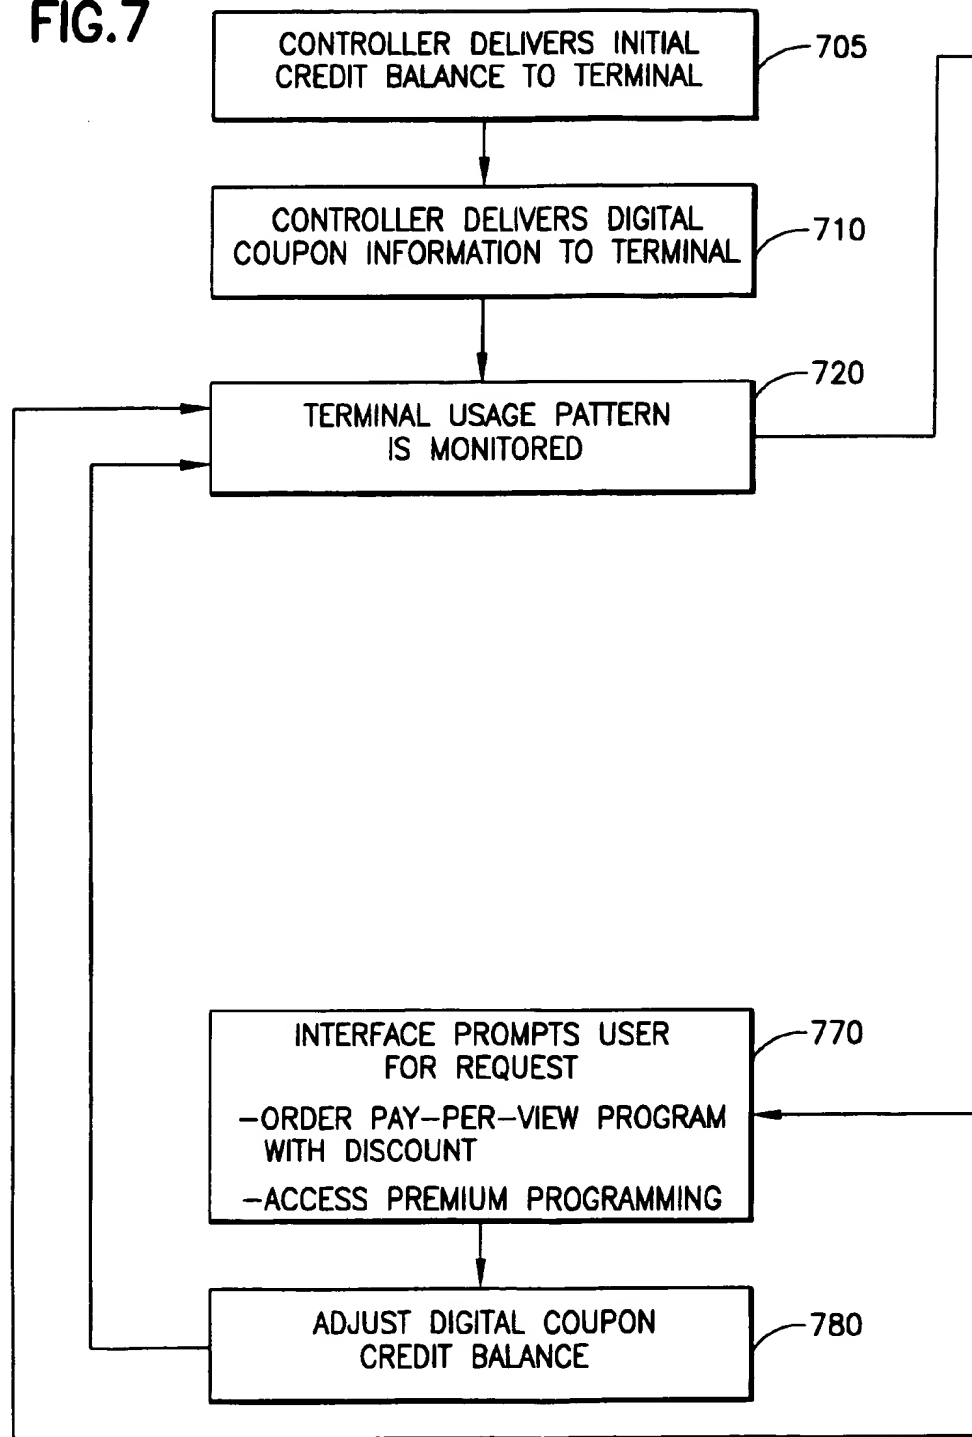 FIG.7
CONTROLLER DELIVERS INITIAL
CREDIT BALANCE TO TERMINAL
705
CONTROLLER DELIVERS DIGITAL
COUPON INFORMATION TO TERMINAL
710
720
TERMINAL USAGE PATTERN
IS MONITORED
INTERFACE PROMPTS USER
FOR REQUEST
770
-ORDER PAY-PER-VIEW PROGRAM
WITH DISCOUNT
-ACCESS PREMIUM PROGRAMMING
ADJUST DIGITAL COUPON
CREDIT BALANCE
780